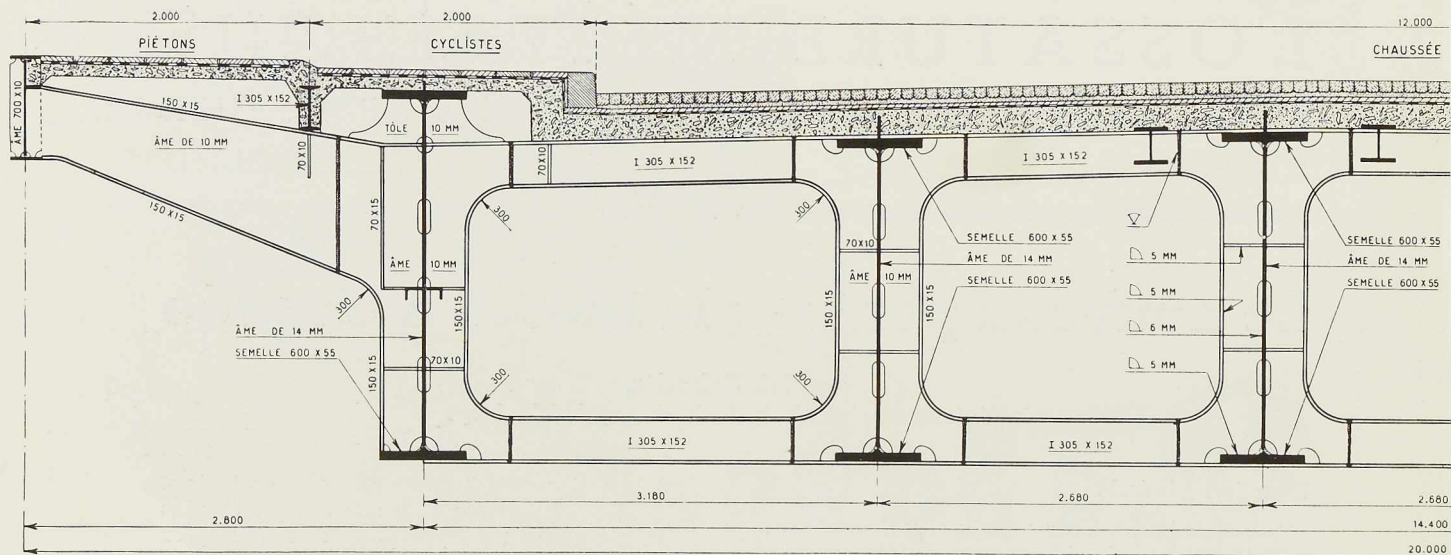 2.000
2.000
12.000
PIÉTONS
CYCLISTES
CHAUSSÉE
ÂME 700 X 10
150 X 15
I 305 X 152
ÂME DE 10 MM
70 X 10
TÔLE 10 MM
150 X 15
70 X 10
I 305 X 152
I 305 X 152
300
300
70 X 15
SEMELLE 600 X 55
SEMELLE 600 X 55
70 X 10
ÂME DE 14 MM
5 MM
ÂME DE 14 MM
ÂME 10 MM
ÂME 10 MM
SEMELLE 600 X 55
SEMELLE 600 X 55
300
150 X 15
150 X 15
150 X 15
5 MM
ÂME DE 14 MM
6 MM
SEMELLE 600 X 55
70 X 10
150 X 15
300
300
5 MM
I 305 X 152
I 305 X 152
3.180
2.680
2.680
2.800
14.400
20.000